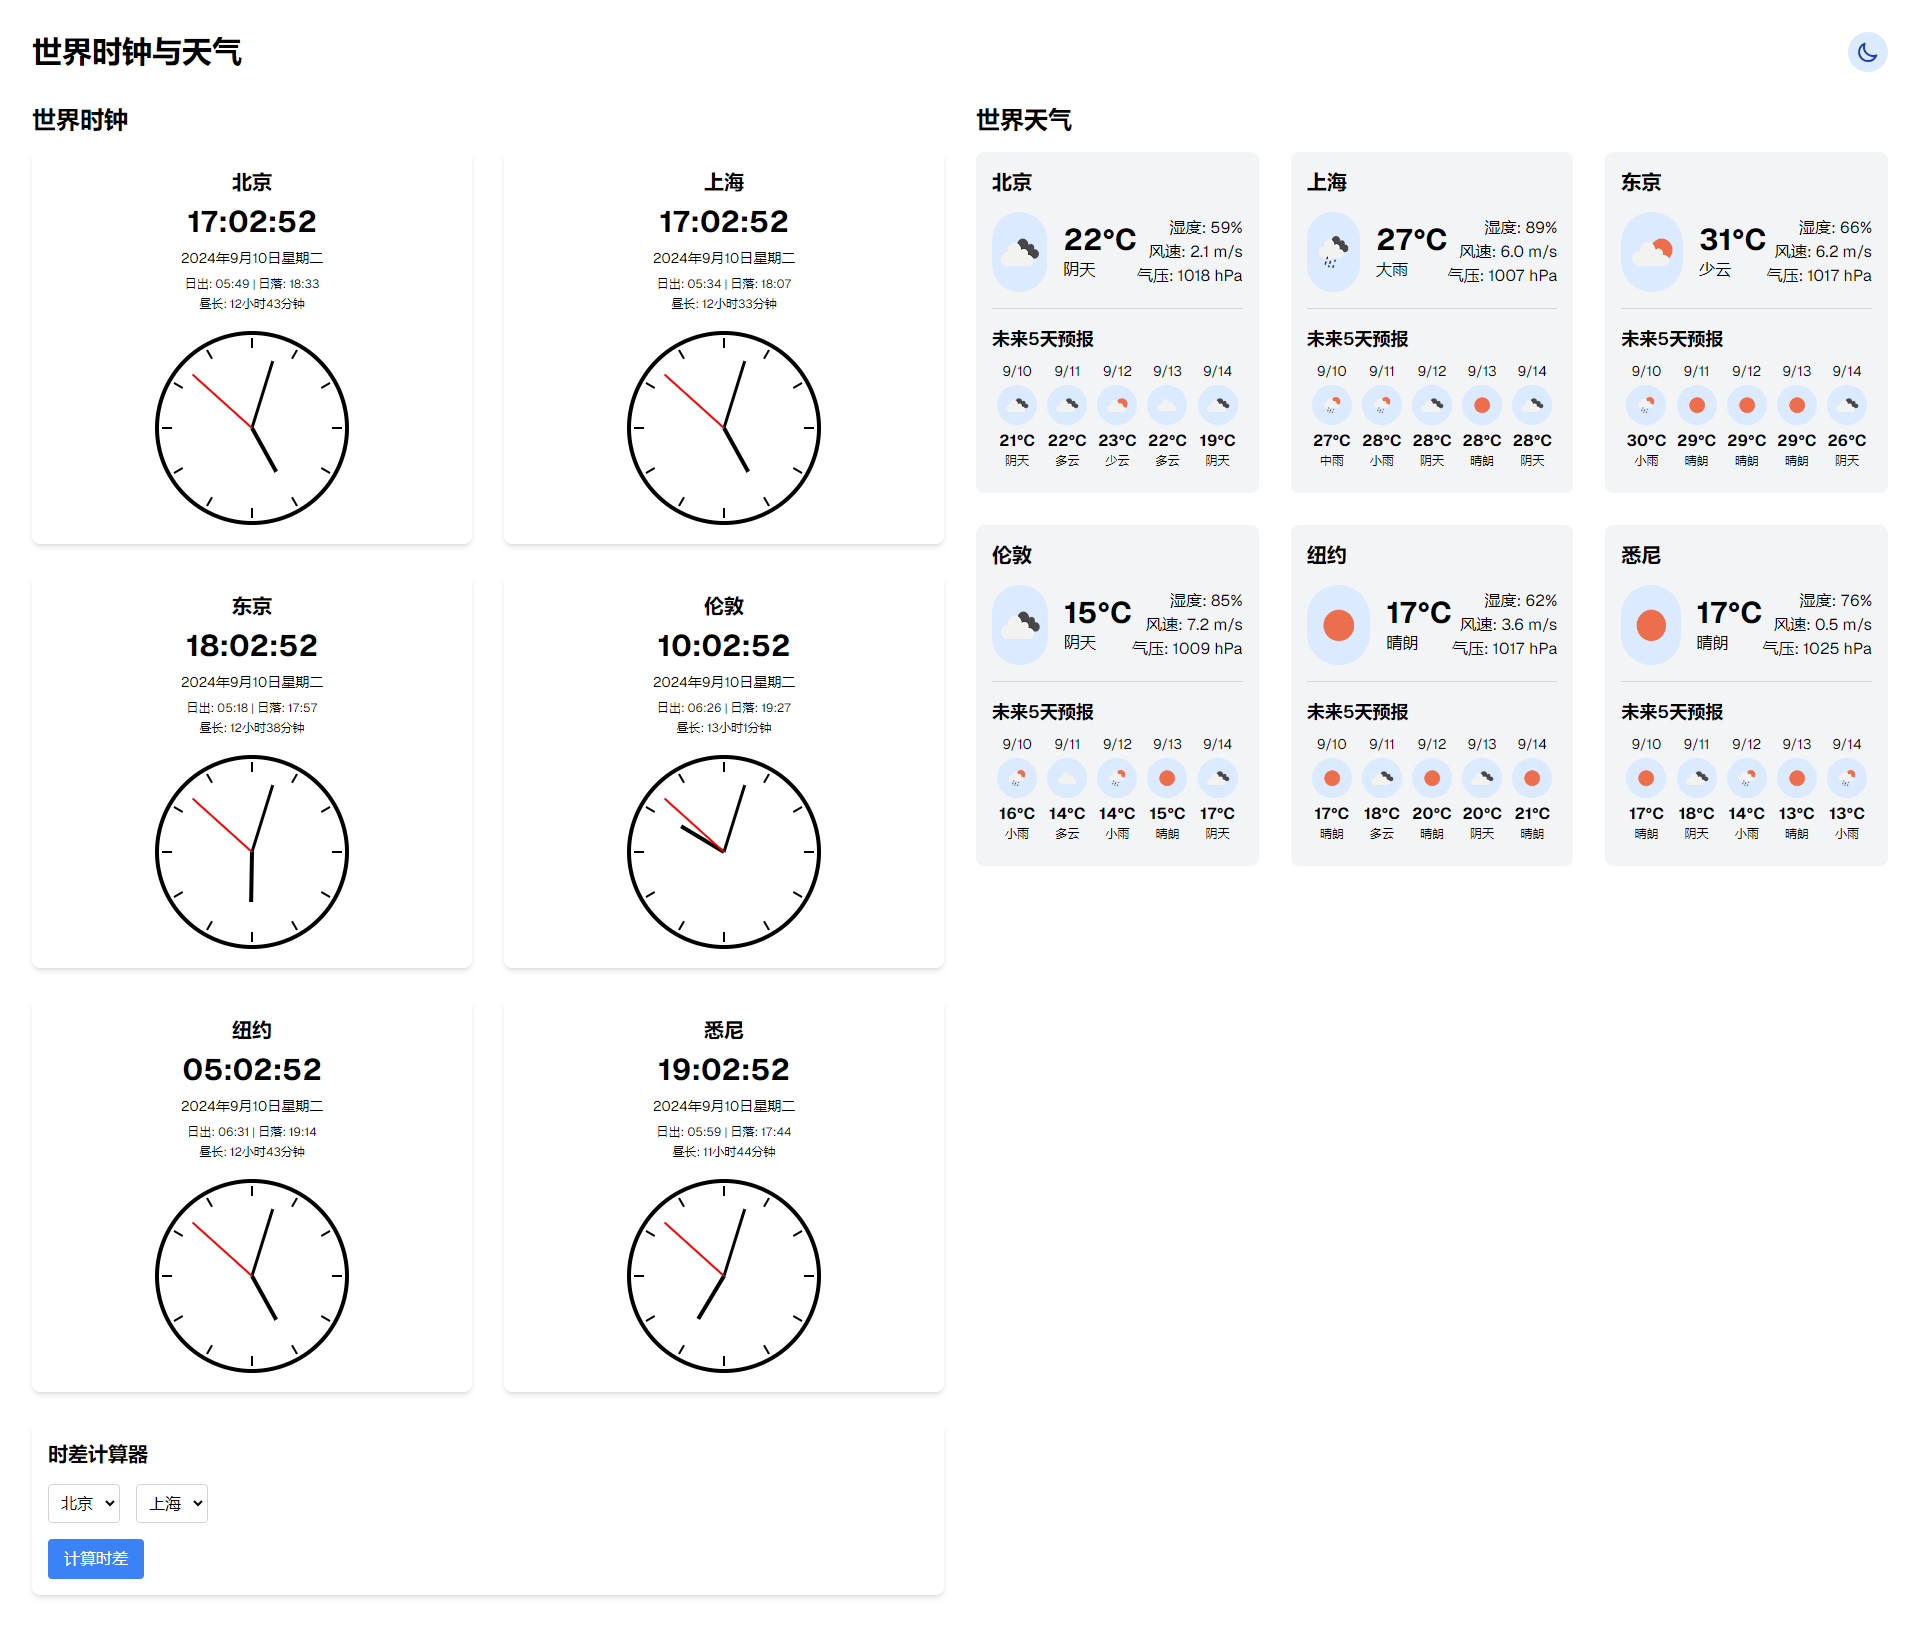 世界时钟与天气
世界时钟
北京
17:02:52
2024年9月10日星期二
日出: 05:49 | 日落: 18:33
昼长: 12小时43分钟
上海
17:02:52
2024年9月10日星期二
日出: 05:34 | 日落: 18:07
昼长: 12小时33分钟
东京
18:02:52
2024年9月10日星期二
日出: 05:18 | 日落: 17:57
昼长: 12小时38分钟
伦敦
10:02:52
2024年9月10日星期二
日出: 06:26 | 日落: 19:27
昼长: 13小时1分钟
纽约
05:02:52
2024年9月10日星期二
日出: 06:31 | 日落: 19:14
昼长: 12小时43分钟
悉尼
19:02:52
2024年9月10日星期二
日出: 05:59 | 日落: 17:44
昼长: 11小时44分钟
时差计算器
北京 上海
计算时差
世界天气
北京
22°C
阴天
湿度: 59%
风速: 2.1 m/s
气压: 1018 hPa
未来5天预报
9/10 9/11 9/12 9/13 9/14
21°C 22°C 23°C 22°C 19°C
阴天 多云 少云 多云 阴天
上海
27°C
大雨
湿度: 89%
风速: 6.0 m/s
气压: 1007 hPa
未来5天预报
9/10 9/11 9/12 9/13 9/14
27°C 28°C 28°C 28°C 28°C
中雨 小雨 阴天 晴朗 阴天
东京
31°C
少云
湿度: 66%
风速: 6.2 m/s
气压: 1017 hPa
未来5天预报
9/10 9/11 9/12 9/13 9/14
30°C 29°C 29°C 29°C 26°C
小雨 晴朗 晴朗 晴朗 阴天
伦敦
15°C
阴天
湿度: 85%
风速: 7.2 m/s
气压: 1009 hPa
未来5天预报
9/10 9/11 9/12 9/13 9/14
16°C 14°C 14°C 15°C 17°C
小雨 多云 小雨 晴朗 阴天
纽约
17°C
晴朗
湿度: 62%
风速: 3.6 m/s
气压: 1017 hPa
未来5天预报
9/10 9/11 9/12 9/13 9/14
17°C 18°C 20°C 20°C 21°C
晴朗 多云 晴朗 阴天 晴朗
悉尼
17°C
晴朗
湿度: 76%
风速: 0.5 m/s
气压: 1025 hPa
未来5天预报
9/10 9/11 9/12 9/13 9/14
17°C 18°C 14°C 13°C 13°C
晴朗 阴天 小雨 晴朗 小雨